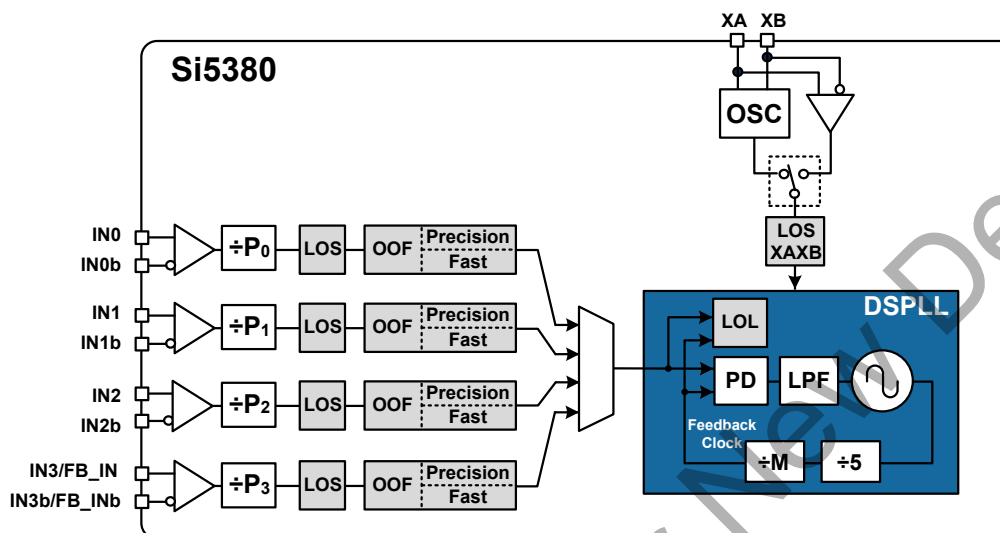 XA XB
Si5380
OSC
LOS
XAXB
IN0
IN0b
÷P0
LOS
OOF
Precision
Fast
IN1
IN1b
÷P1
LOS
OOF
Precision
Fast
IN2
IN2b
÷P2
LOS
OOF
Precision
Fast
IN3/FB_IN
IN3b/FB_INb
÷P3
LOS
OOF
Precision
Fast
DSPLL
LOL
PD
LPF
Feedback
Clock
÷M
÷5
New De